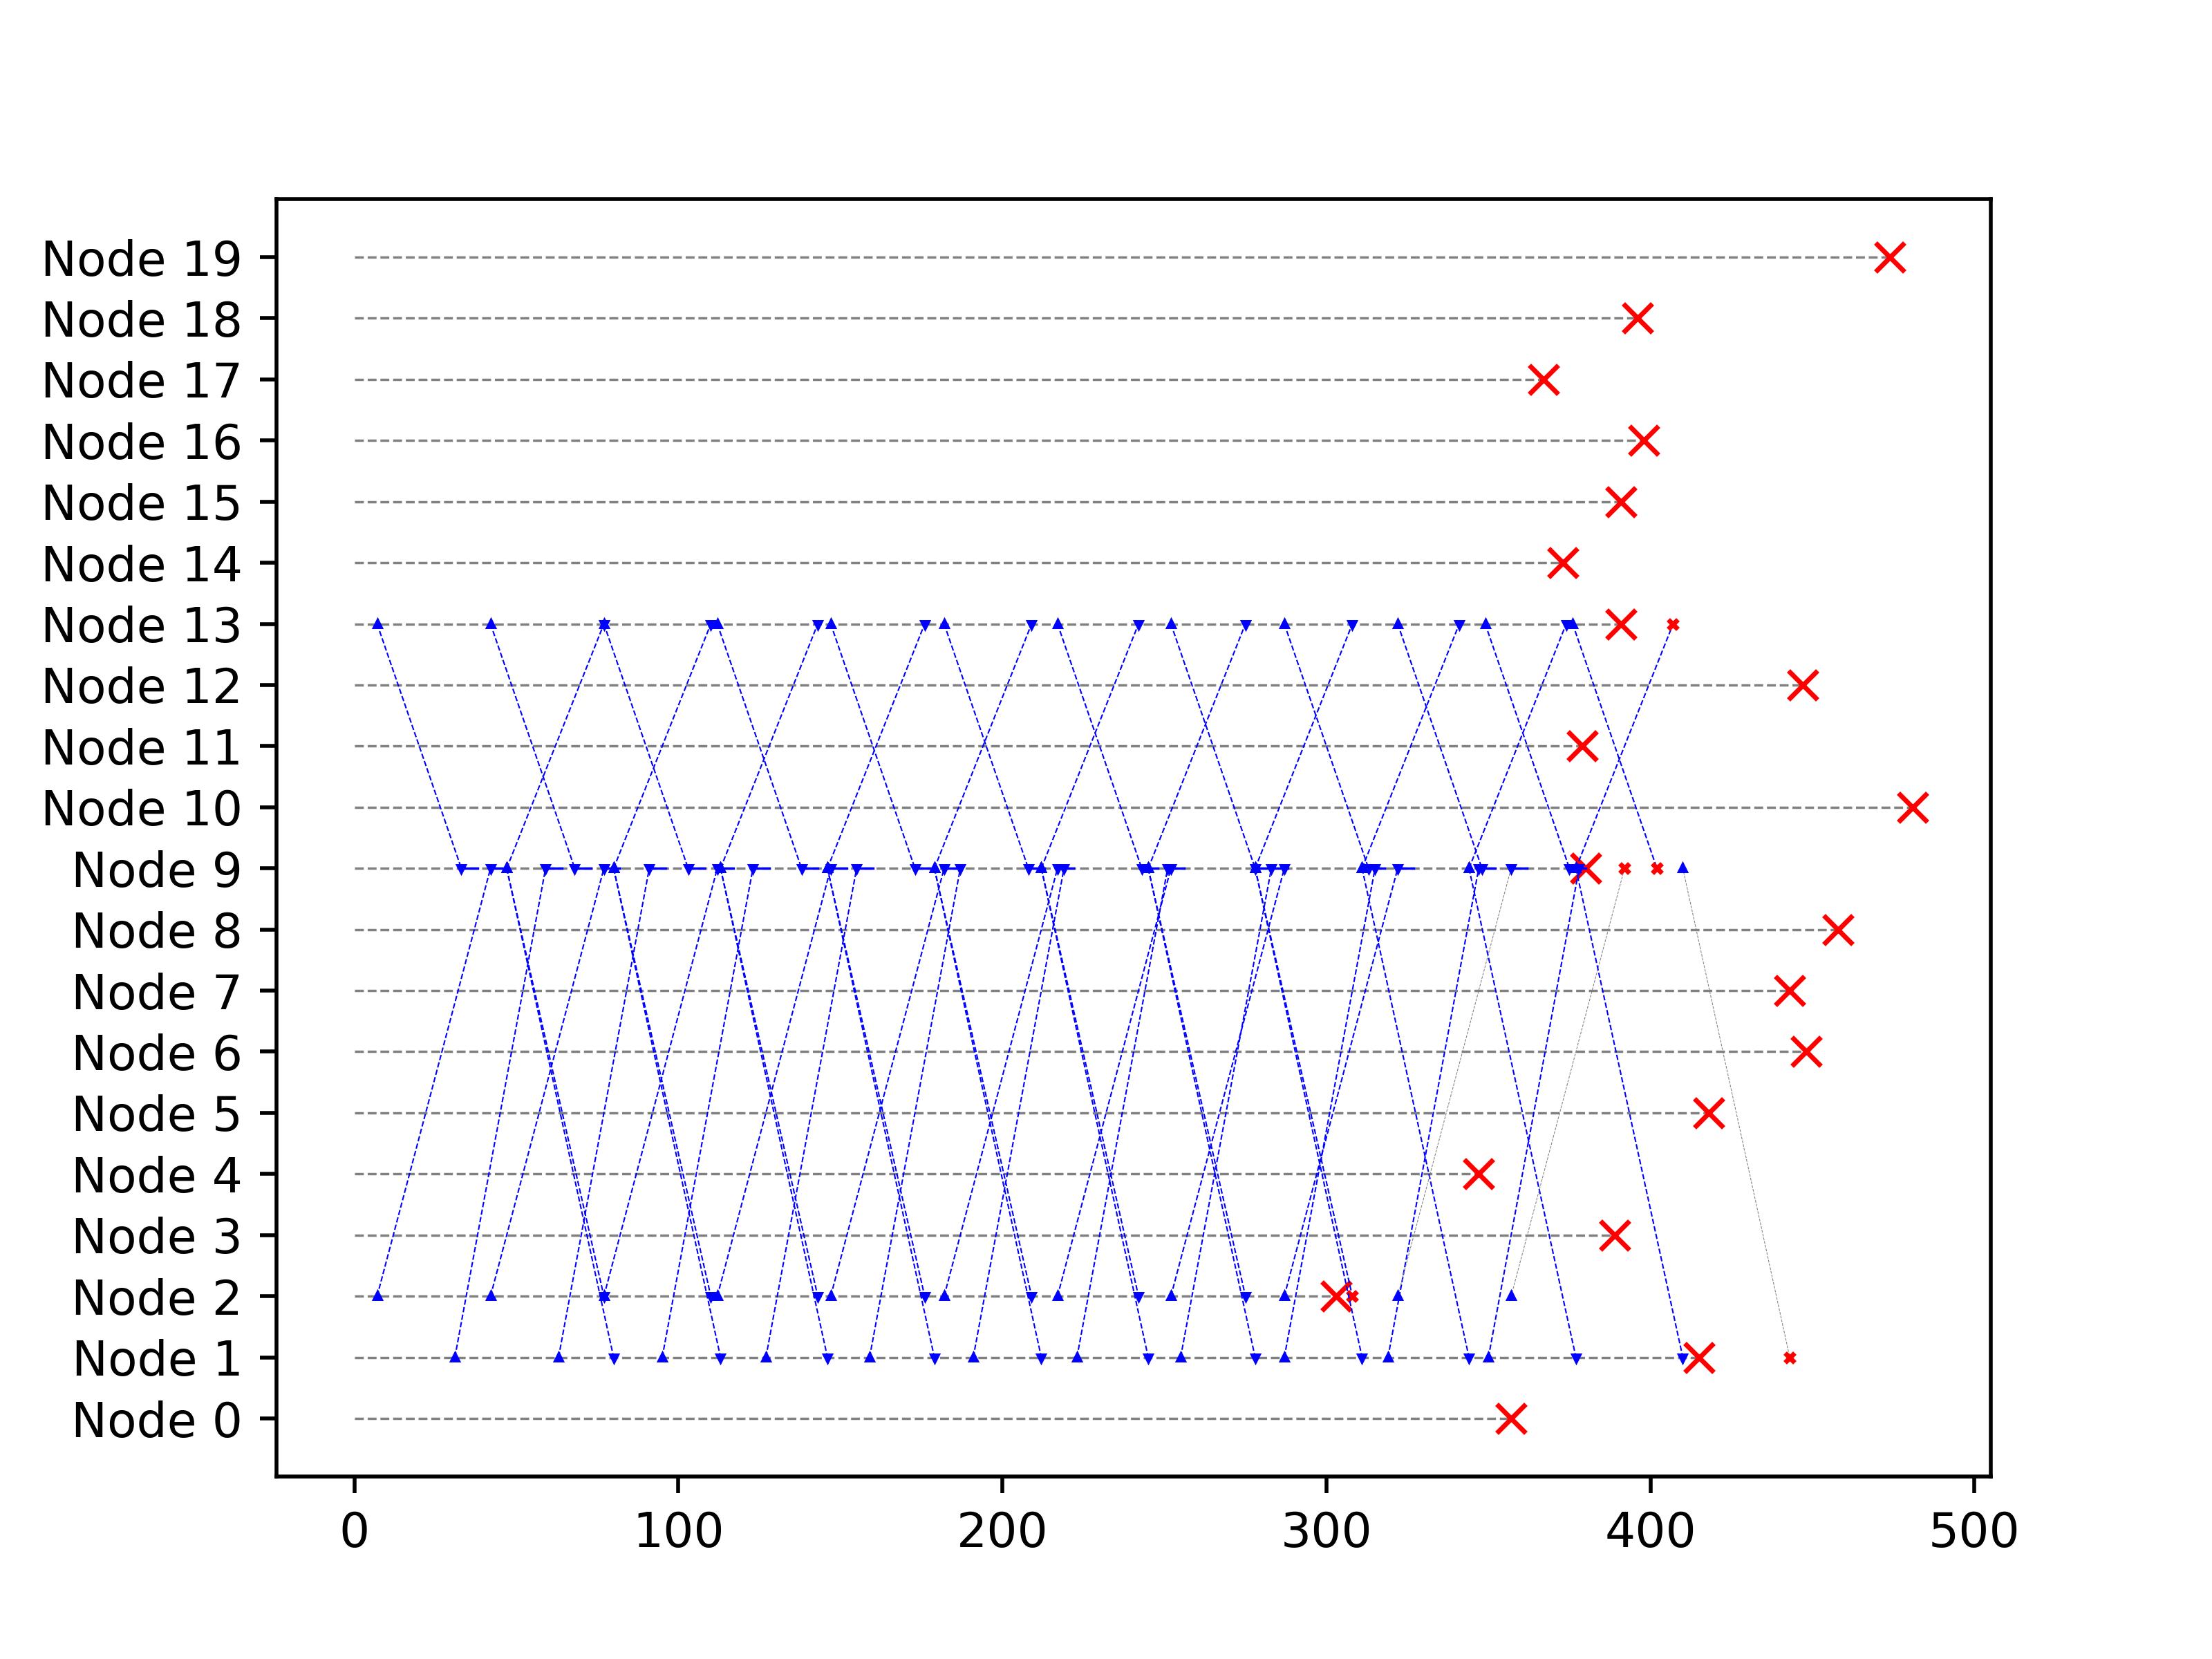 Node 19
Node 18
Node 17
Node 16
Node 15
Node 14
Node 13
Node 12
Node 11
Node 10
Node 9
Node 8
Node 7
Node 6
Node 5
Node 4
Node 3
Node 2
Node 1
Node 0
0 100 200 300 400 500